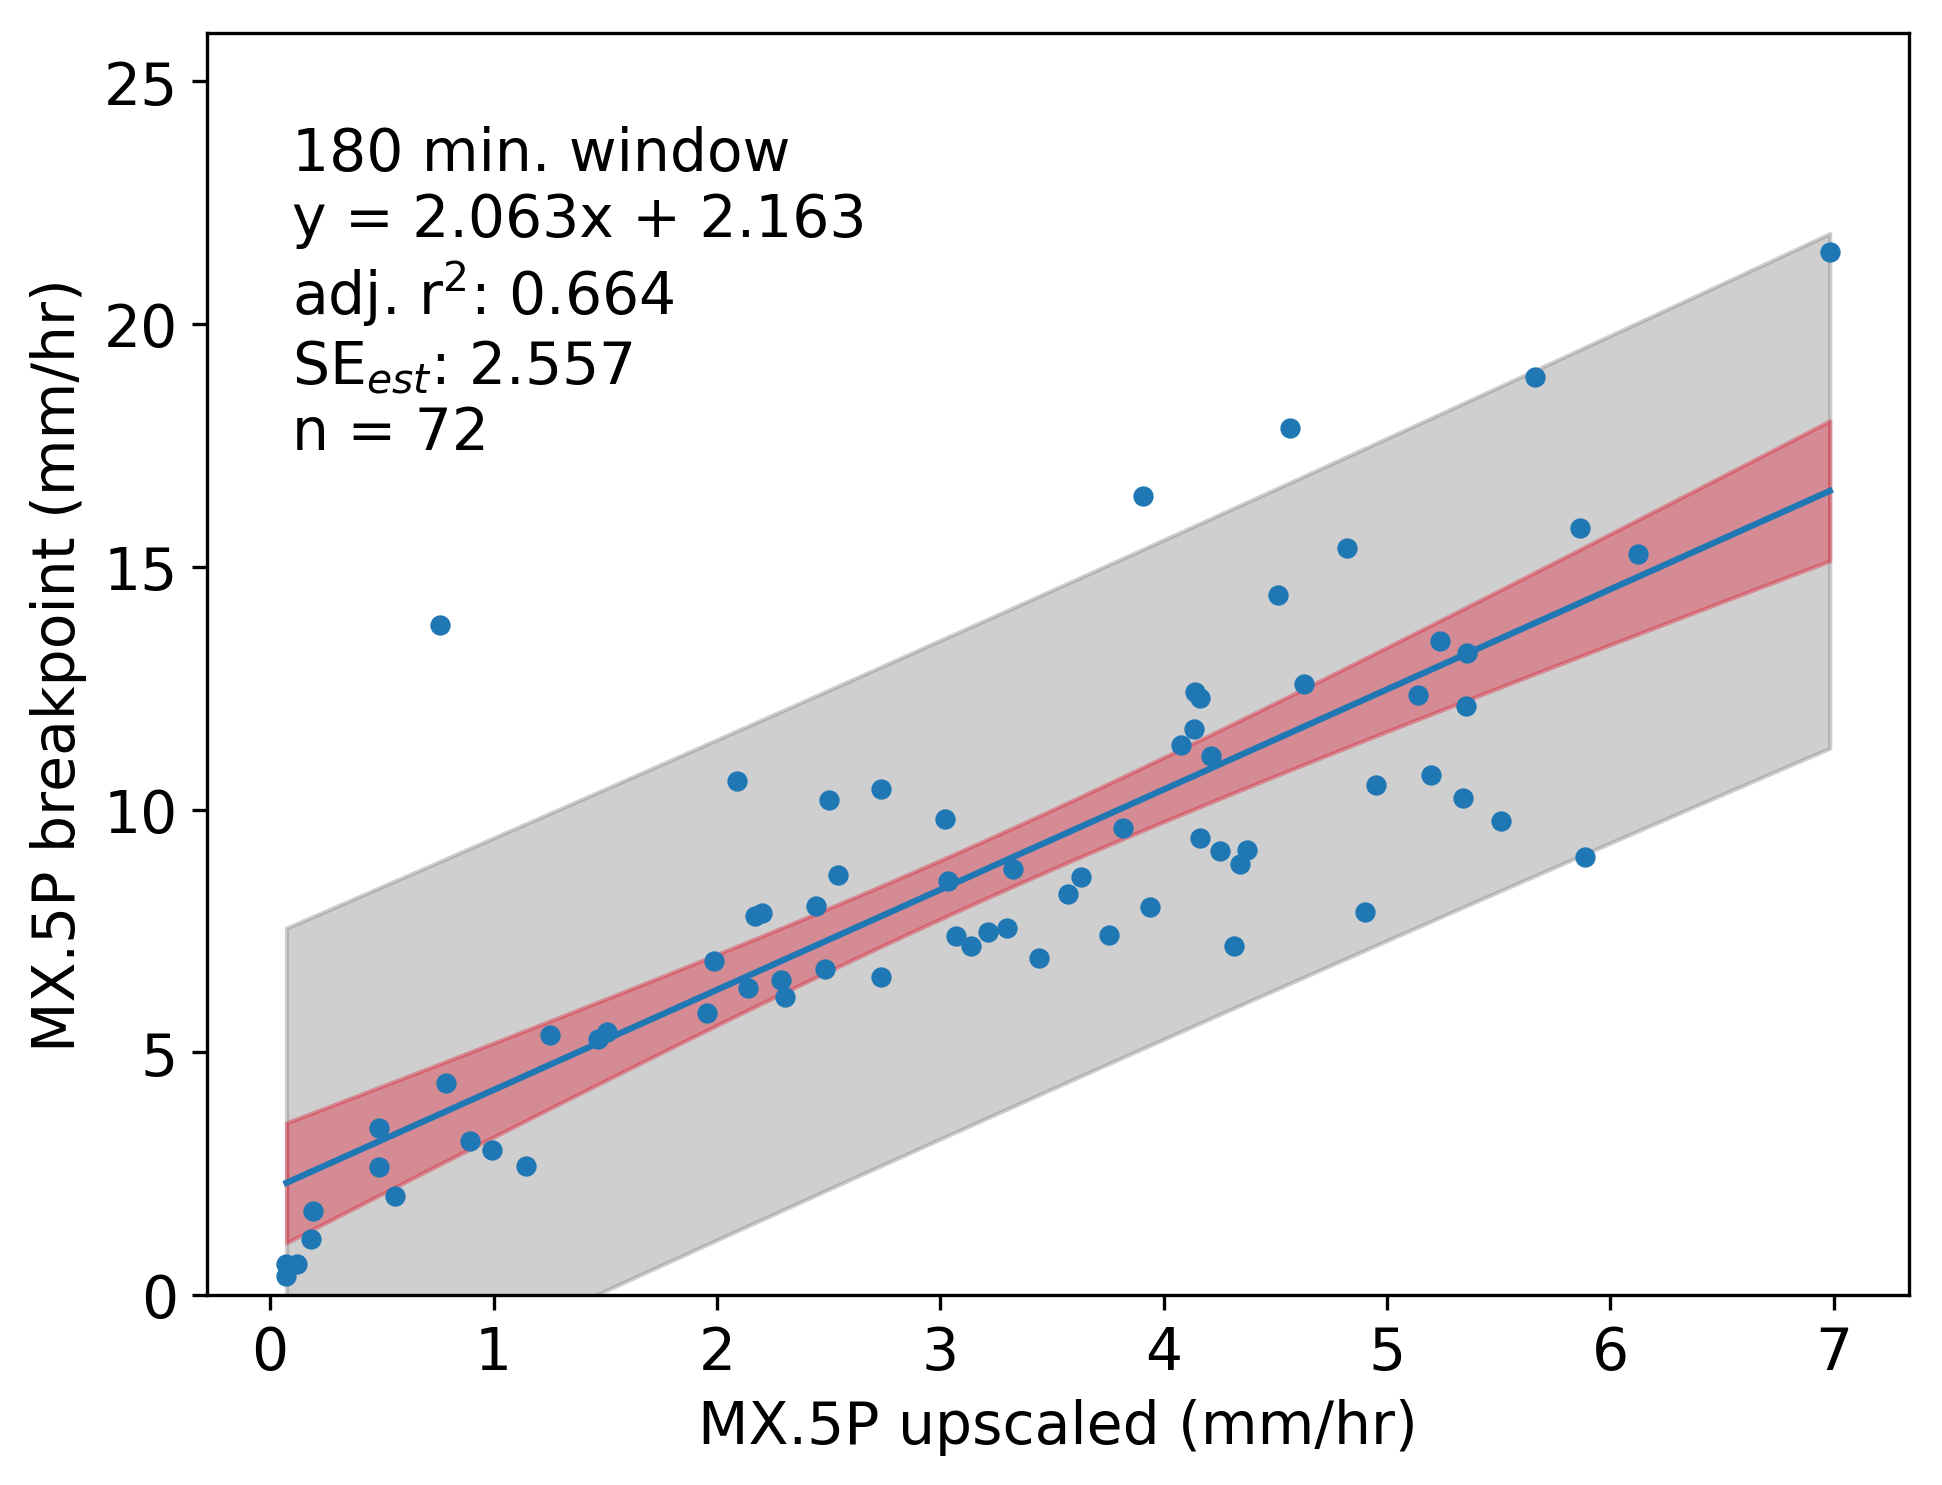 180 min. window
y = 2.063x + 2.163
adj. r²: 0.664
SEest: 2.557
n = 72
MX.5P breakpoint (mm/hr)
25
20
15
10
5
0
0 1 2 3 4 5 6 7
MX.5P upscaled (mm/hr)